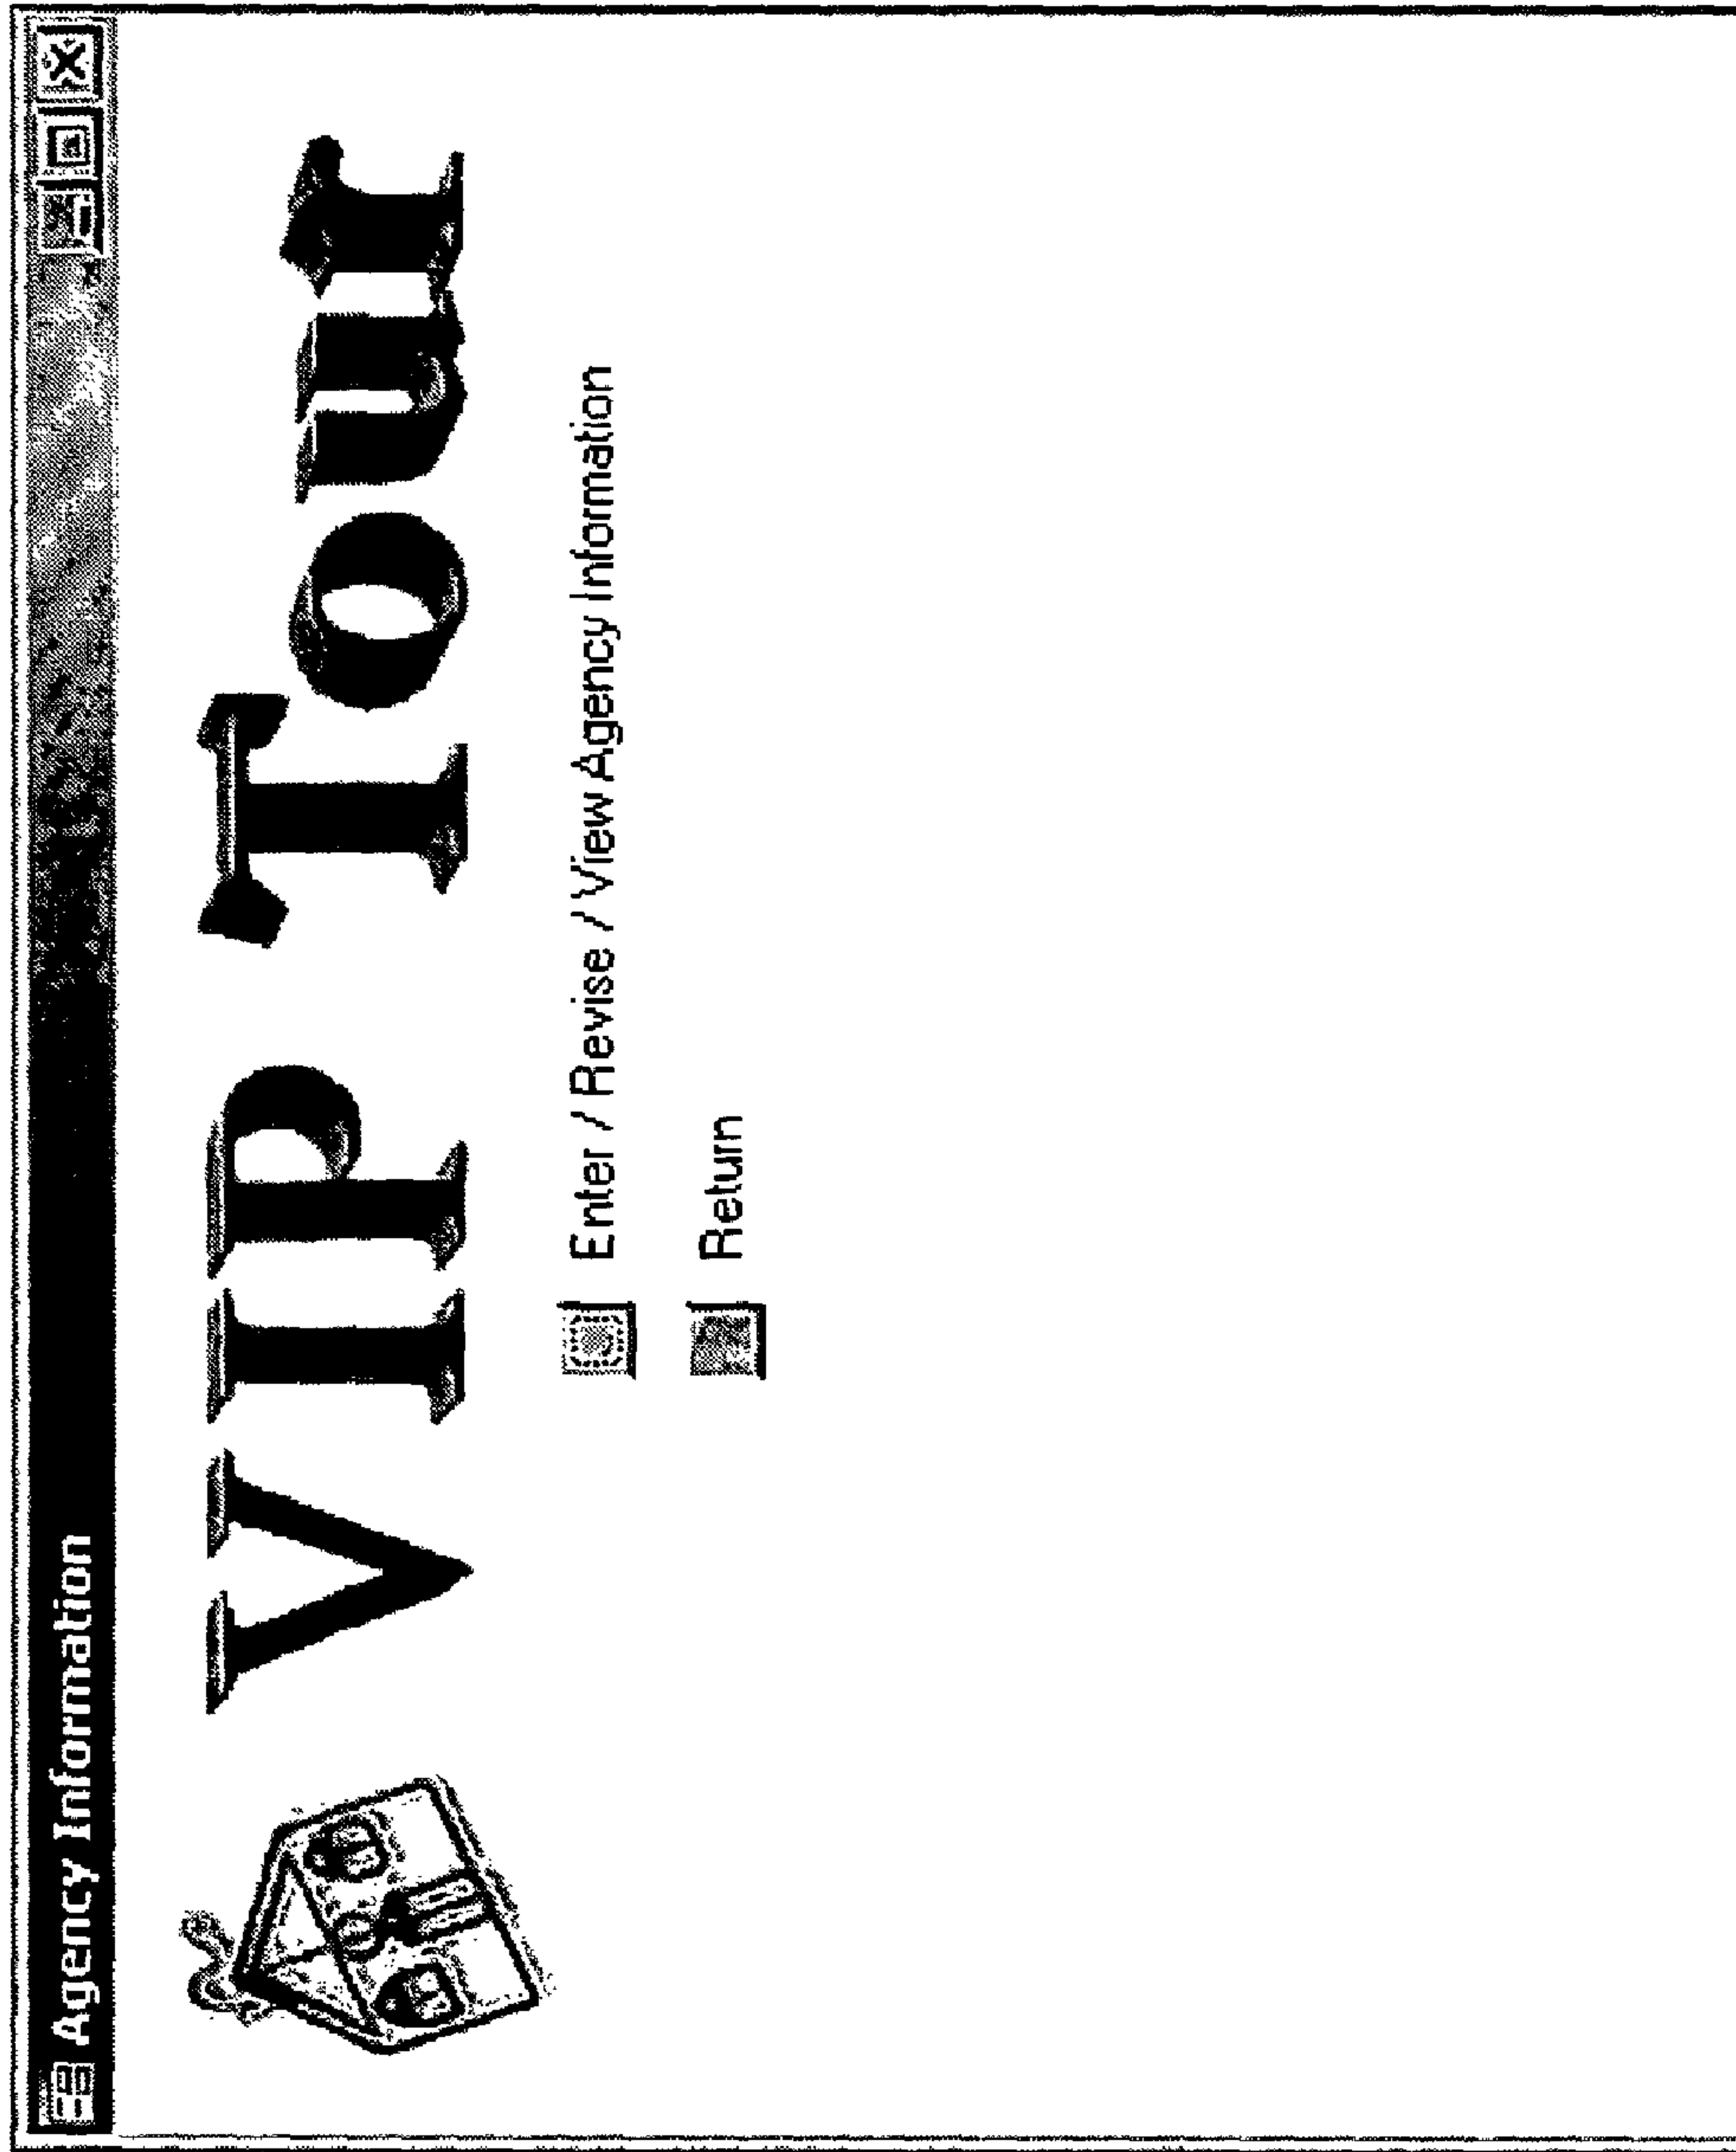 Agency Information
VIP Tour
Enter / Revise / View Agency Information
Return